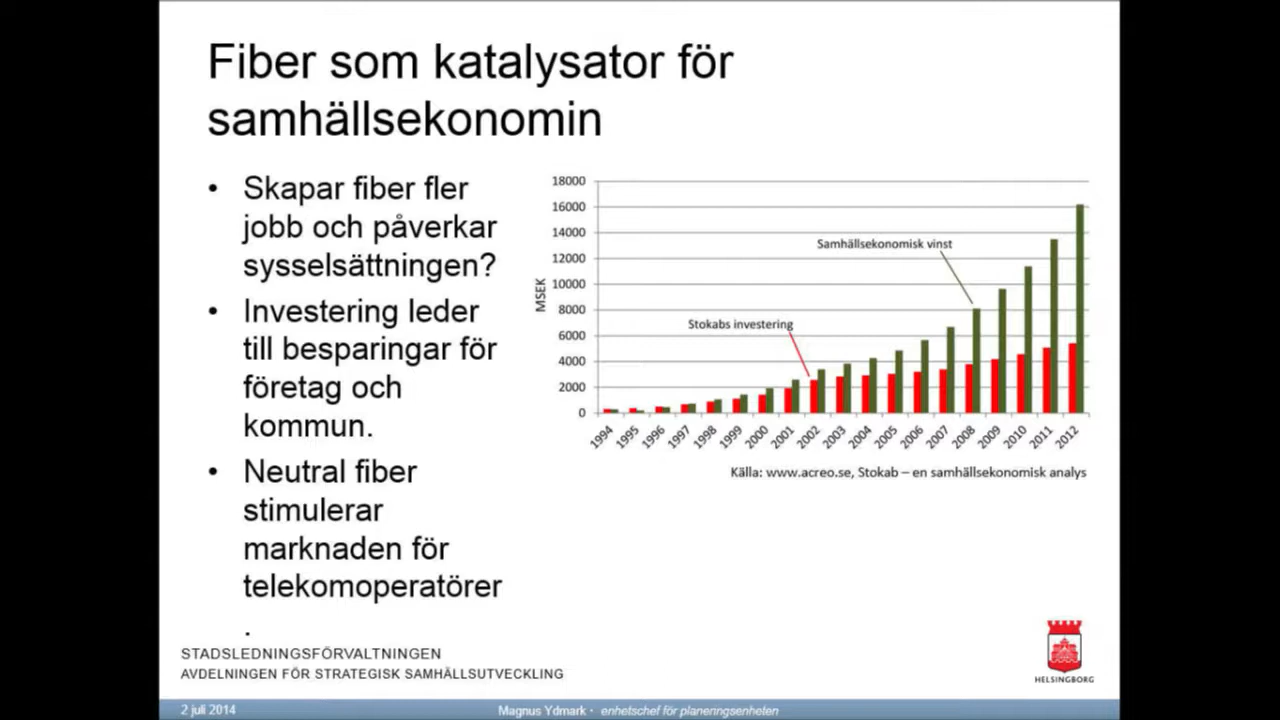 Fiber som katalysator för
samhällsekonomin
• Skapar fiber fler
jobb och påverkar
sysselsättningen?
• Investering leder
till besparingar för
företag och
kommun.
• Neutral fiber
stimulerar
marknaden för
telekomoperatörer
.
18000
16000
14000
12000
10000
8000
6000
4000
2000
0
MSEK
Samhällsekonomisk vinst
Stokabs investering
1994 1995 1996 1997 1998 1999 2000 2001 2002 2003 2004 2005 2006 2007 2008 2009 2010 2011 2012
Källa: www.acreo.se, Stokab – en samhällsekonomisk analys
STADSLEDNINGSFÖRVALTNINGEN
AVDELNINGEN FÖR STRATEGISK SAMHÄLLSUTVECKLING
HELSINGBORG
2 juli 2014 Magnus Ydmark • enhetschef för planeringsenheten